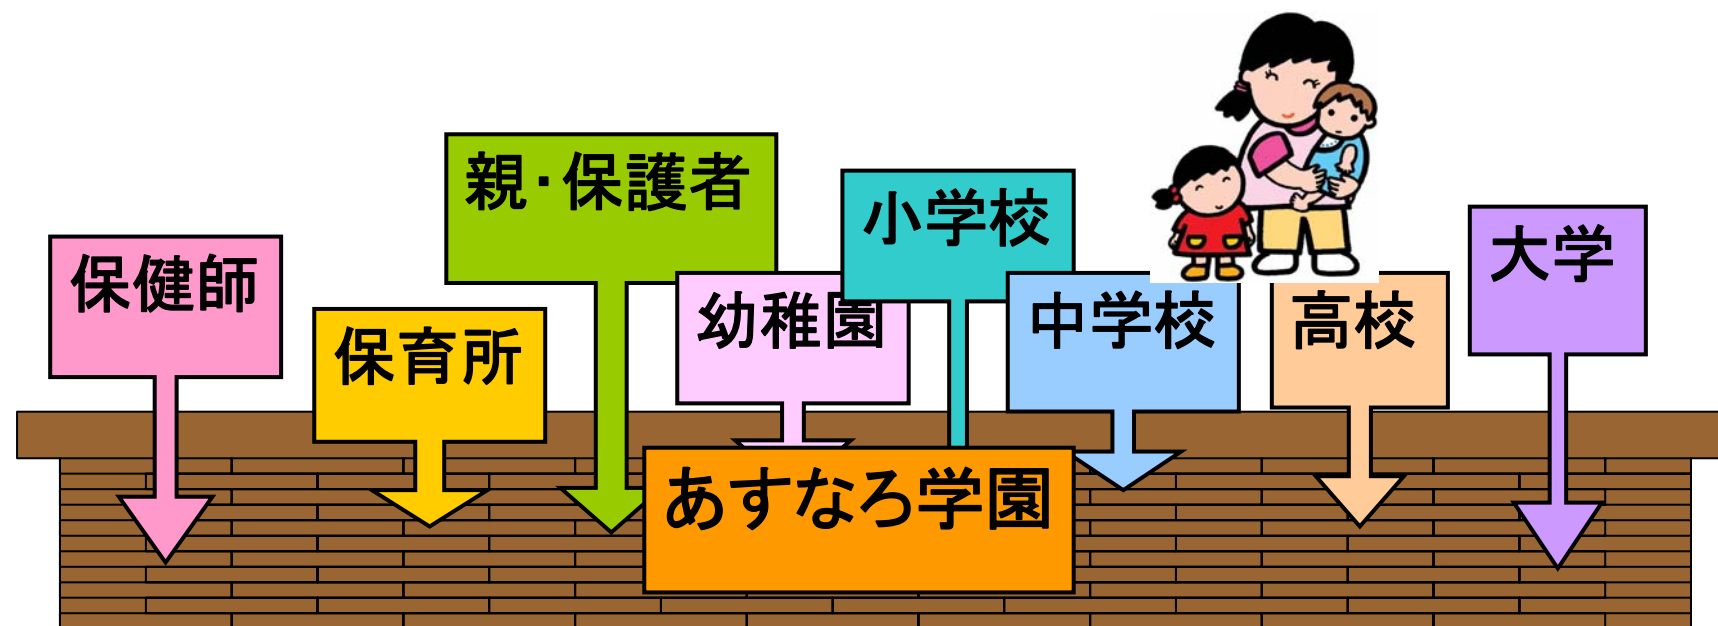 保健師
保育所
親・保護者
幼稚園
小学校
中学校
高校
大学
あすなろ学園